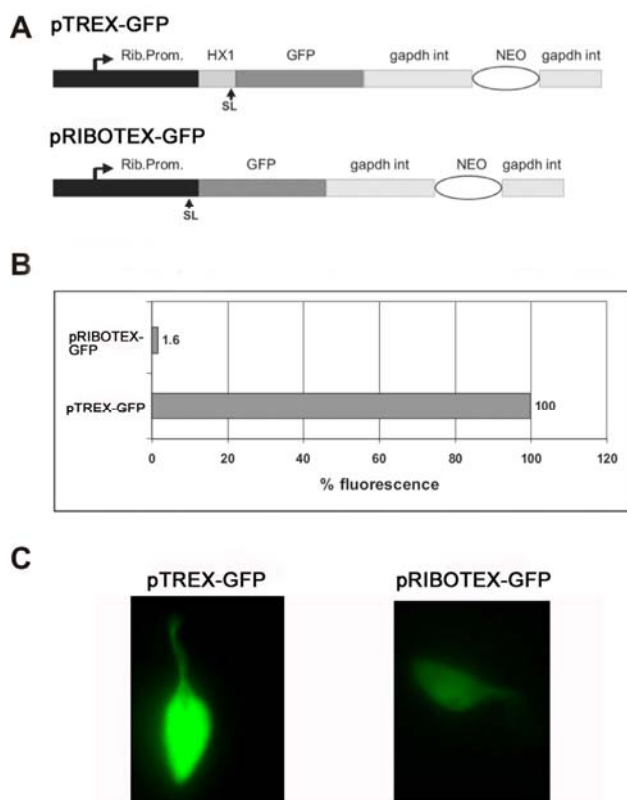 A
pTREX-GFP
Rib.Prom. HX1 GFP gapdh int NEO gapdh int
SL
pRIBOTEX-GFP
Rib.Prom. GFP gapdh int NEO gapdh int
SL
B
pRIBOTEX-
GFP
1.6
pTREX-GFP
100
0 20 40 60 80 100 120
% fluorescence
C
pTREX-GFP pRIBOTEX-GFP